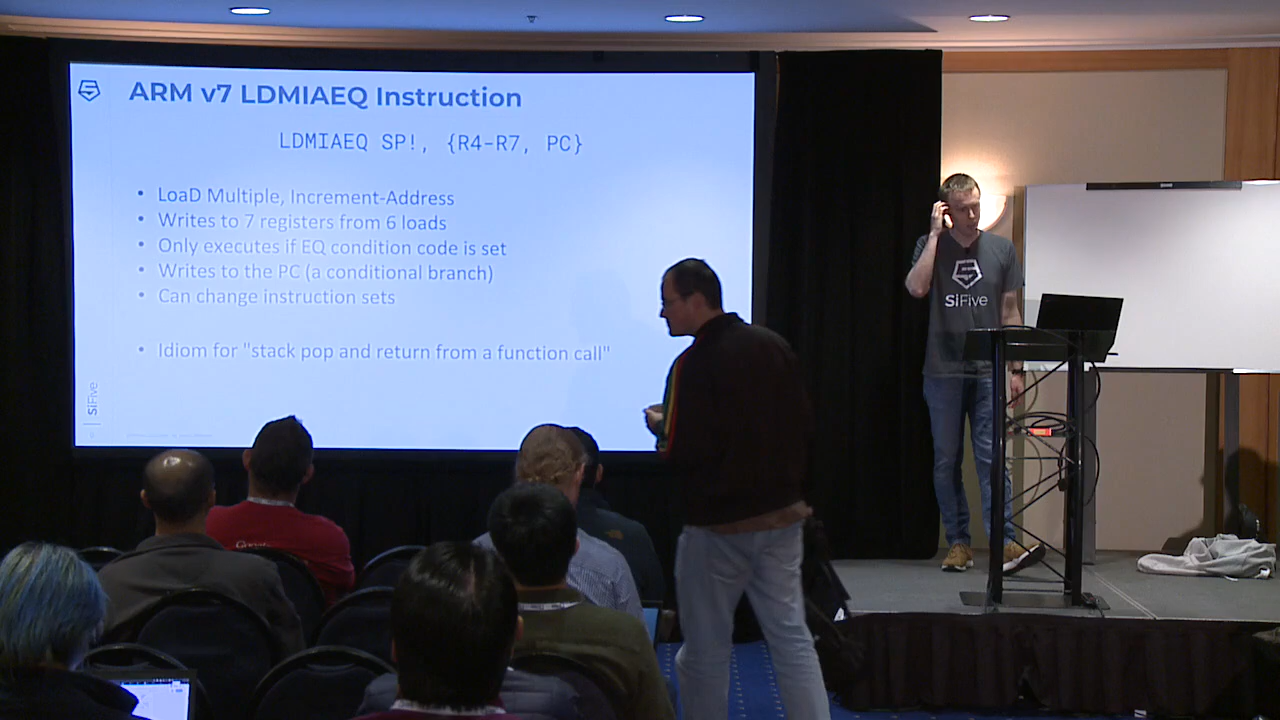 ARM v7 LDMIAEQ Instruction
LDMIAEQ SP!, {R4-R7, PC}
• LoaD Multiple, Increment-Address
• Writes to 7 registers from 6 loads
• Only executes if EQ condition code is set
• Writes to the PC (a conditional branch)
• Can change instruction sets
• Idiom for "stack pop and return from a function call"
SiFive
SiFive